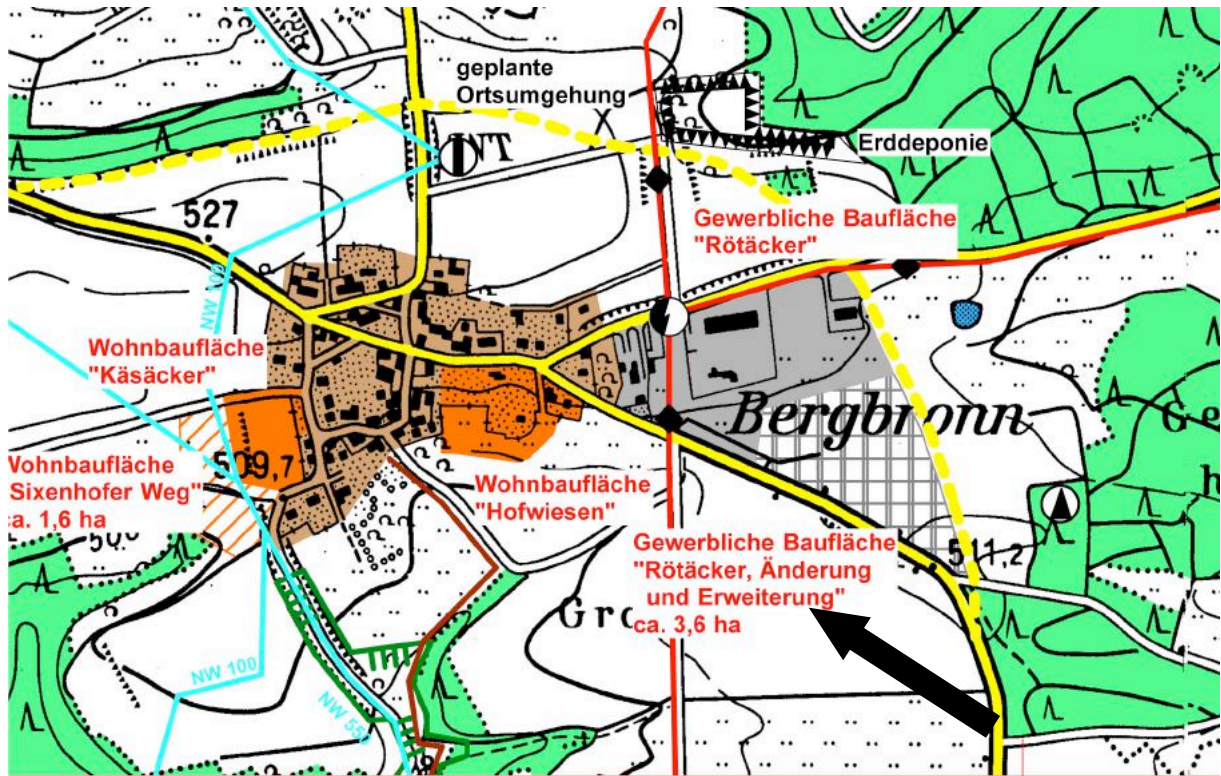 geplante
Ortsumgehung
Erddeponie
527
Gewerbliche Baufläche
"Rötäcker"
NW 100
Wohnbaufläche
"Käsäcker"
Bergbronn
509,7
Wohnbaufläche
"Sixenhofer Weg"
ca. 1,6 ha
Wohnbaufläche
"Hofwiesen"
Gewerbliche Baufläche
"Rötäcker, Änderung
und Erweiterung"
ca. 3,6 ha
511,2
NW 100
NW 550